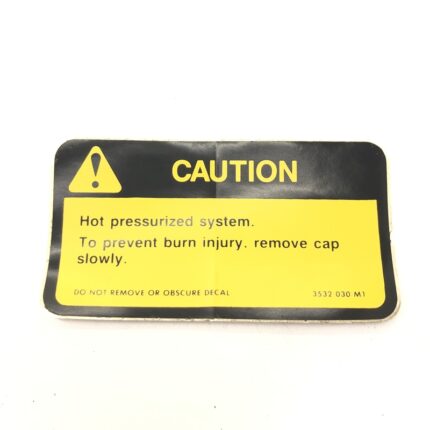 CAUTION
Hot pressurized system.
To prevent burn injury. remove cap
slowly.
DO NOT REMOVE OR OBSCURE DECAL 3532 030 M1